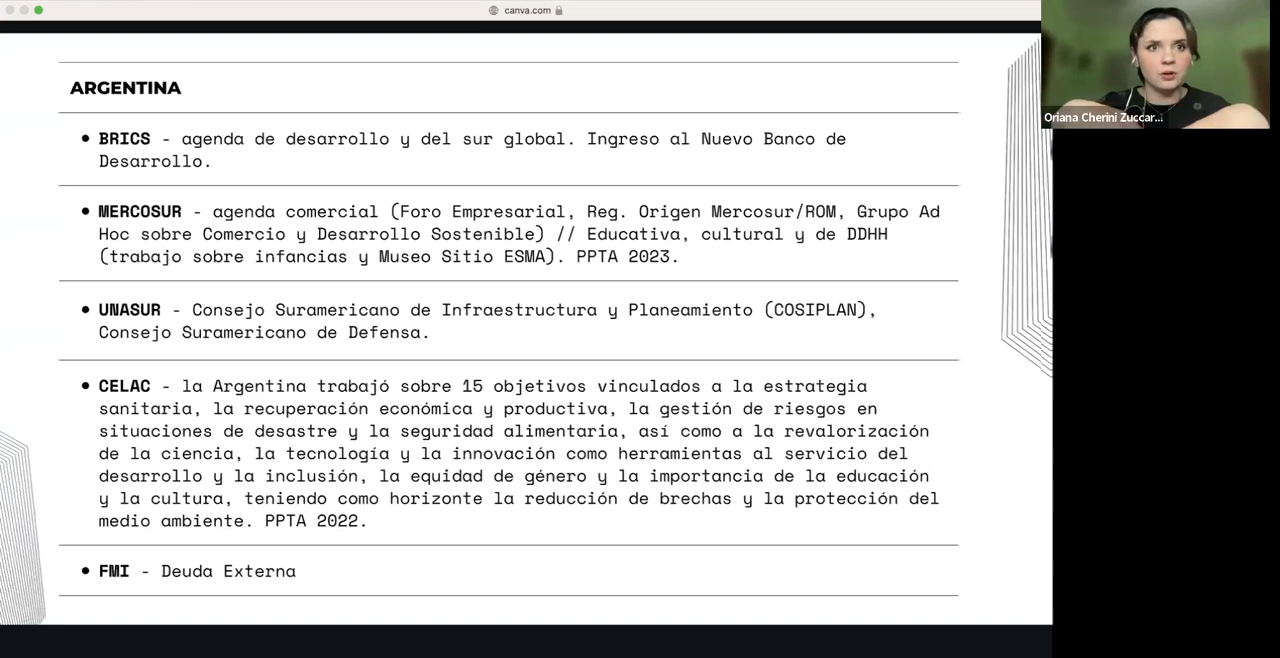 canva.com
ARGENTINA
• BRICS - agenda de desarrollo y del sur global. Ingreso al Nuevo Banco de
Desarrollo.
• MERCOSUR - agenda comercial (Foro Empresarial, Reg. Origen Mercosur/ROM, Grupo Ad
Hoc sobre Comercio y Desarrollo Sostenible) // Educativa, cultural y de DDHH
(trabajo sobre infancias y Museo Sitio ESMA). PPTA 2023.
• UNASUR - Consejo Suramericano de Infraestructura y Planeamiento (COSIPLAN),
Consejo Suramericano de Defensa.
• CELAC - la Argentina trabajó sobre 15 objetivos vinculados a la estrategia
sanitaria, la recuperación económica y productiva, la gestión de riesgos en
situaciones de desastre y la seguridad alimentaria, así como a la revalorización
de la ciencia, la tecnología y la innovación como herramientas al servicio del
desarrollo y la inclusión, la equidad de género y la importancia de la educación
y la cultura, teniendo como horizonte la reducción de brechas y la protección del
medio ambiente. PPTA 2022.
• FMI - Deuda Externa
Oriana Cherini Zuccar...